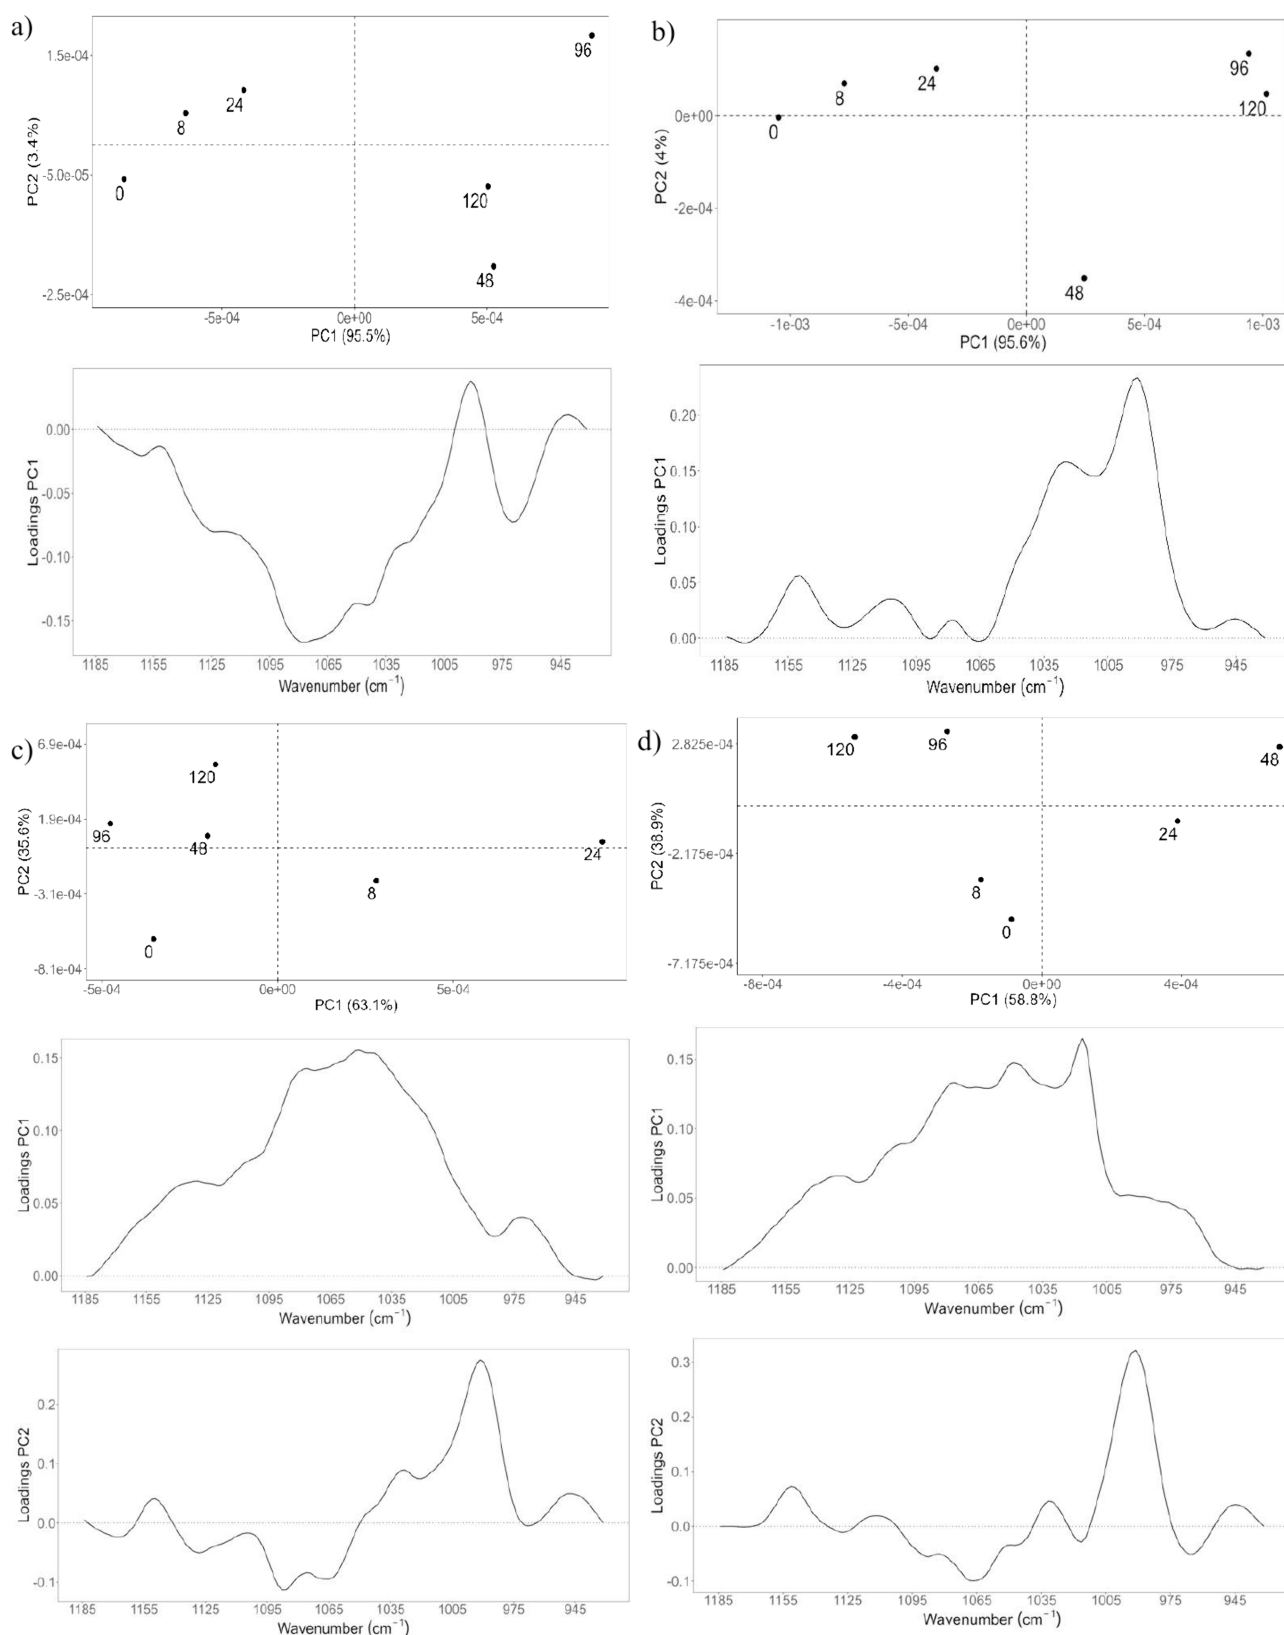 a)
1.5e-04
-5.0e-05
-2.5e-04
PC2 (3.4%)
96
24
8
0
120
48
-5e-04 0e+00 5e-04
PC1 (95.5%)
b)
0e+00
-2e-04
-4e-04
PC2 (4%)
96
24
8
120
0
48
-1e-03 -5e-04 0e+00 5e-04 1e-03
PC1 (95.6%)
0.00
-0.05
-0.10
-0.15
Loadings PC1
1185 1155 1125 1095 1065 1035 1005 975 945
Wavenumber (cm⁻¹)
0.20
0.15
0.10
0.05
0.00
Loadings PC1
1185 1155 1125 1095 1065 1035 1005 975 945
Wavenumber (cm⁻¹)
c)
6.9e-04
1.9e-04
-3.1e-04
-8.1e-04
PC2 (35.6%)
120
96
48
24
8
0
-5e-04 0e+00 5e-04
PC1 (63.1%)
d)
2.825e-04
-2.175e-04
-7.175e-04
PC2 (38.9%)
120
96
48
24
8
0
-8e-04 -4e-04 0e+00 4e-04
PC1 (58.8%)
0.15
0.10
0.05
0.00
Loadings PC1
1185 1155 1125 1095 1065 1035 1005 975 945
Wavenumber (cm⁻¹)
0.15
0.10
0.05
0.00
Loadings PC1
1185 1155 1125 1095 1065 1035 1005 975 945
Wavenumber (cm⁻¹)
0.2
0.1
0.0
-0.1
Loadings PC2
1185 1155 1125 1095 1065 1035 1005 975 945
Wavenumber (cm⁻¹)
0.3
0.2
0.1
0.0
-0.1
Loadings PC2
1185 1155 1125 1095 1065 1035 1005 975 945
Wavenumber (cm⁻¹)